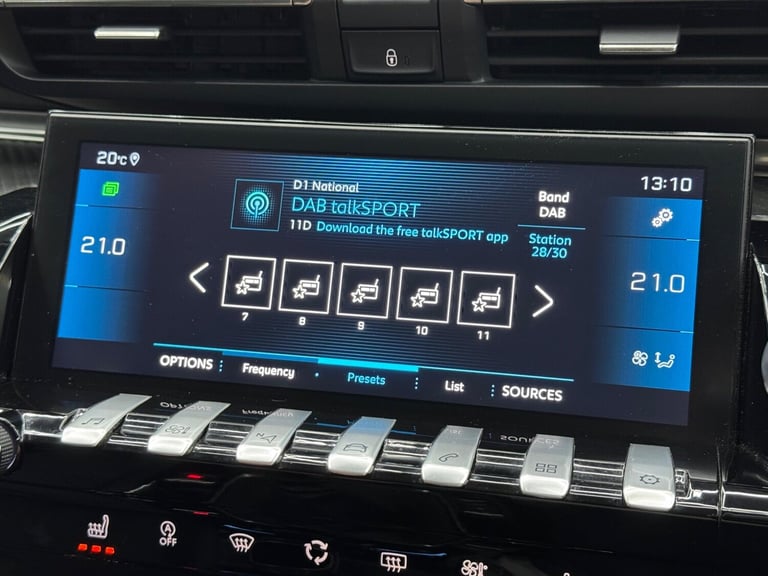 20°C
13:10
D1 National
DAB talkSPORT
11D Download the free talkSPORT app
Band
DAB
Station
28/30
21.0
21.0
7 8 9 10 11
OPTIONS Frequency Presets List SOURCES
A
OFF